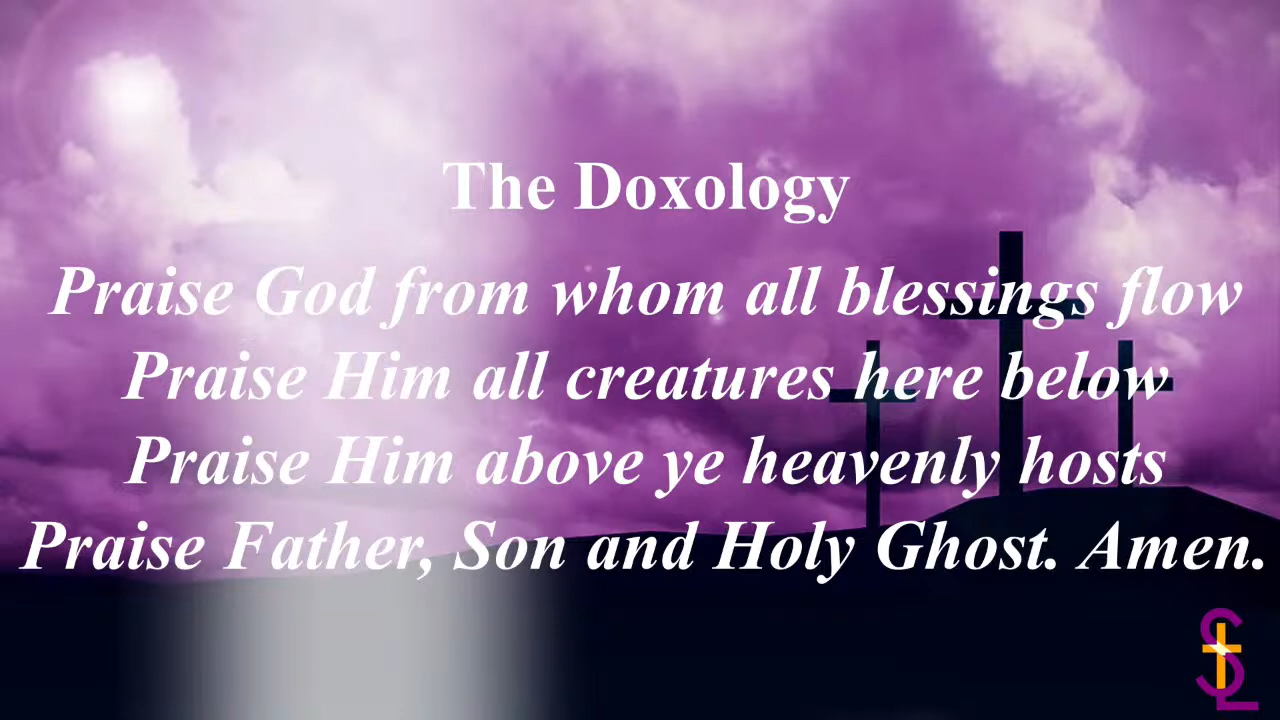 The Doxology
Praise God from whom all blessings flow
Praise Him all creatures here below
Praise Him above ye heavenly hosts
Praise Father, Son and Holy Ghost. Amen.
StL